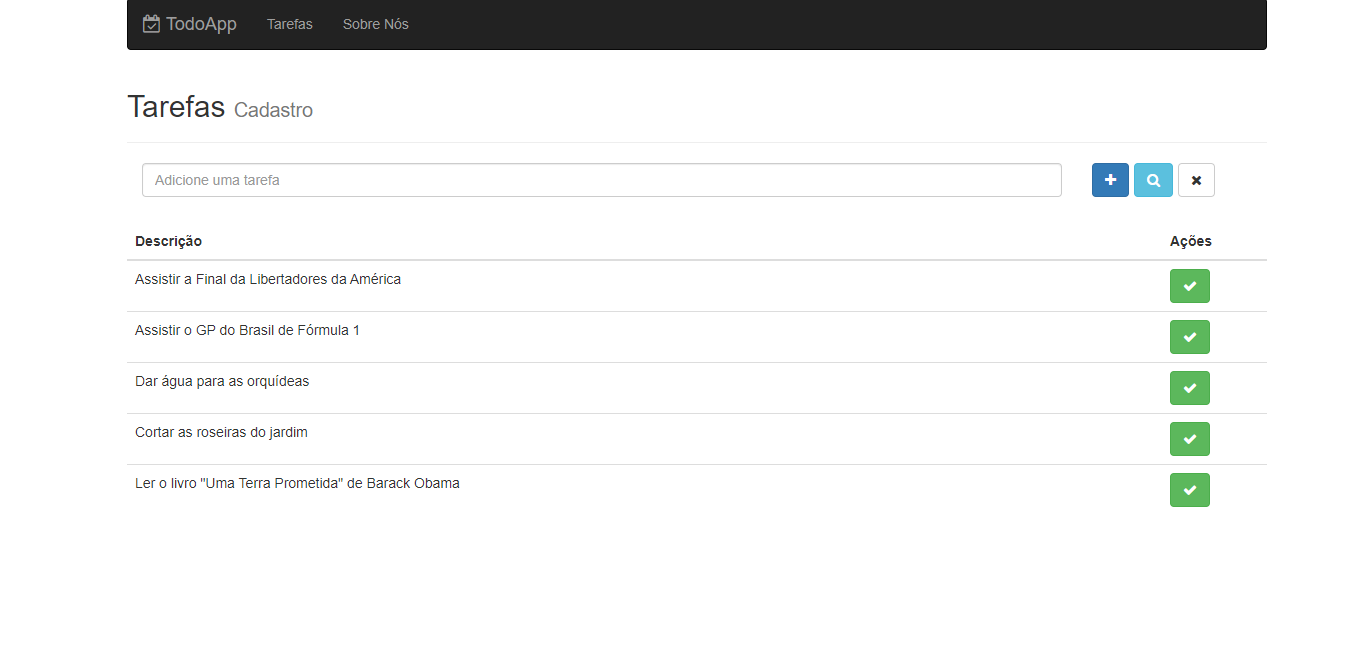 TodoApp Tarefas Sobre Nós
Tarefas Cadastro
Adicione uma tarefa
Descrição Ações
Assistir a Final da Libertadores da América
Assistir o GP do Brasil de Fórmula 1
Dar água para as orquídeas
Cortar as roseiras do jardim
Ler o livro "Uma Terra Prometida" de Barack Obama